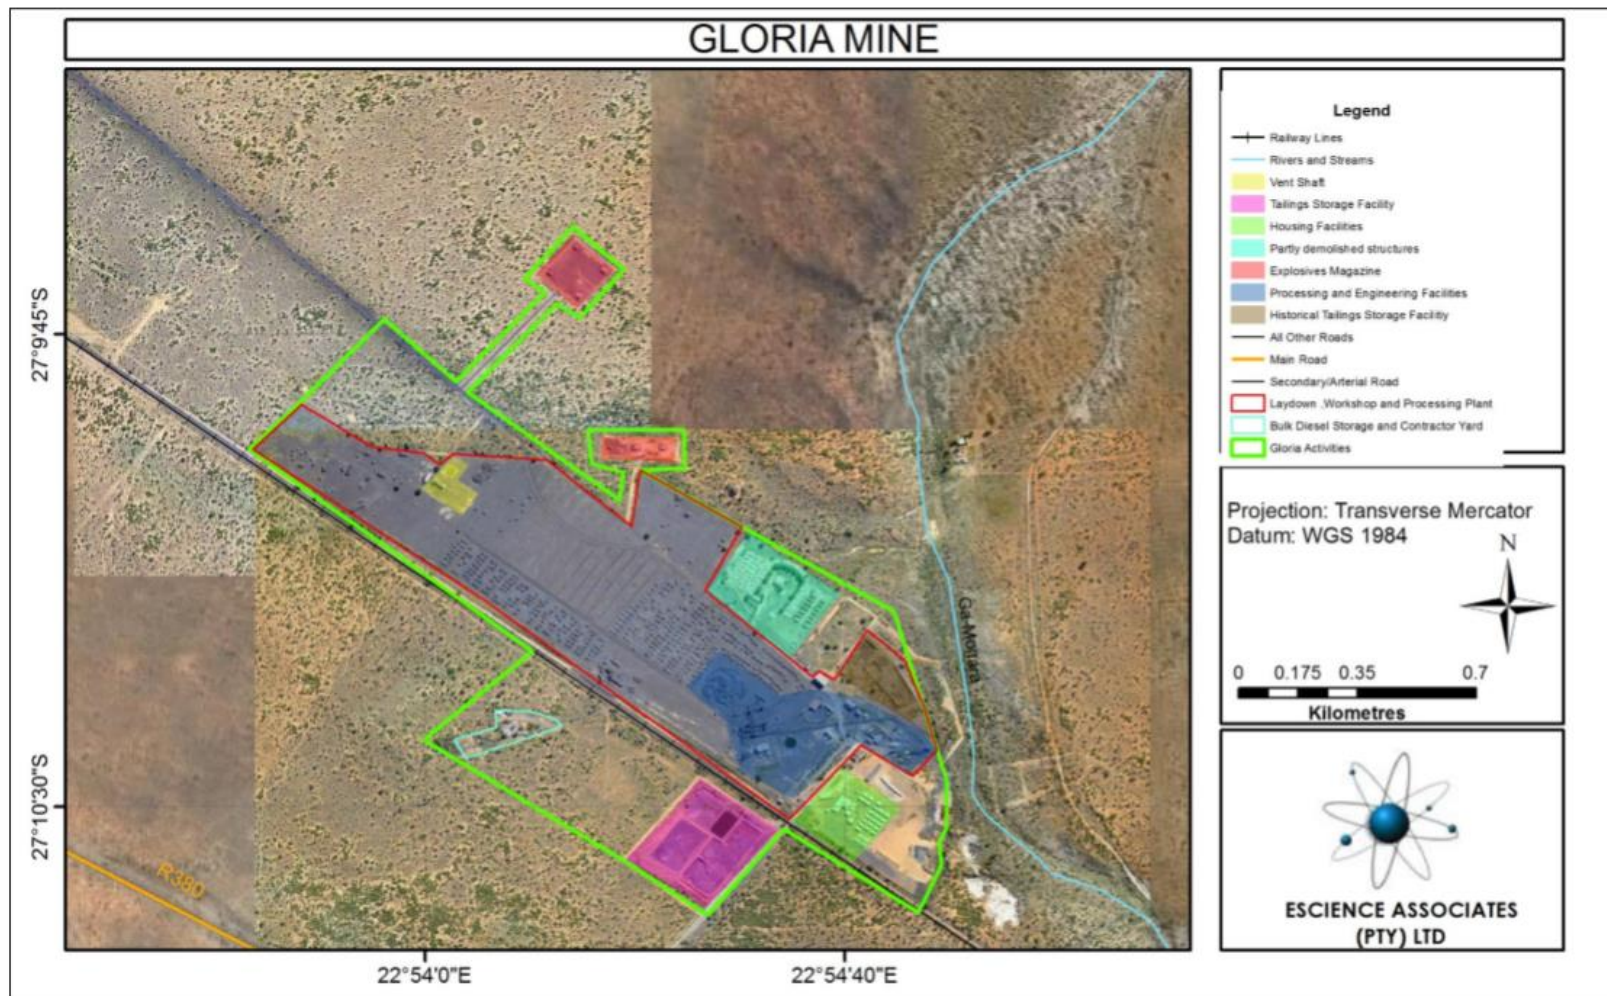 GLORIA MINE
27°9'45"S
27°10'30"S
22°54'0"E
22°54'40"E
R380
Ga-Mogara
Legend
Railway Lines
Rivers and Streams
Vent Shaft
Tailings Storage Facility
Housing Facilities
Partly demolished structures
Explosives Magazine
Processing and Engineering Facilities
Historical Tailings Storage Facilitiy
All Other Roads
Main Road
Secondary/Arterial Road
Laydown ,Workshop and Processing Plant
Bulk Diesel Storage and Contractor Yard
Gloria Activities
Projection: Transverse Mercator
Datum: WGS 1984
N
0 0.175 0.35 0.7
Kilometres
ESCIENCE ASSOCIATES
(PTY) LTD